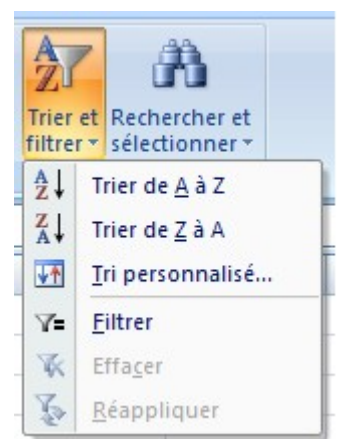 Trier et
filtrer
Rechercher et
sélectionner
Trier de A à Z
Trier de Z à A
Tri personnalisé...
Filtrer
Effacer
Réappliquer